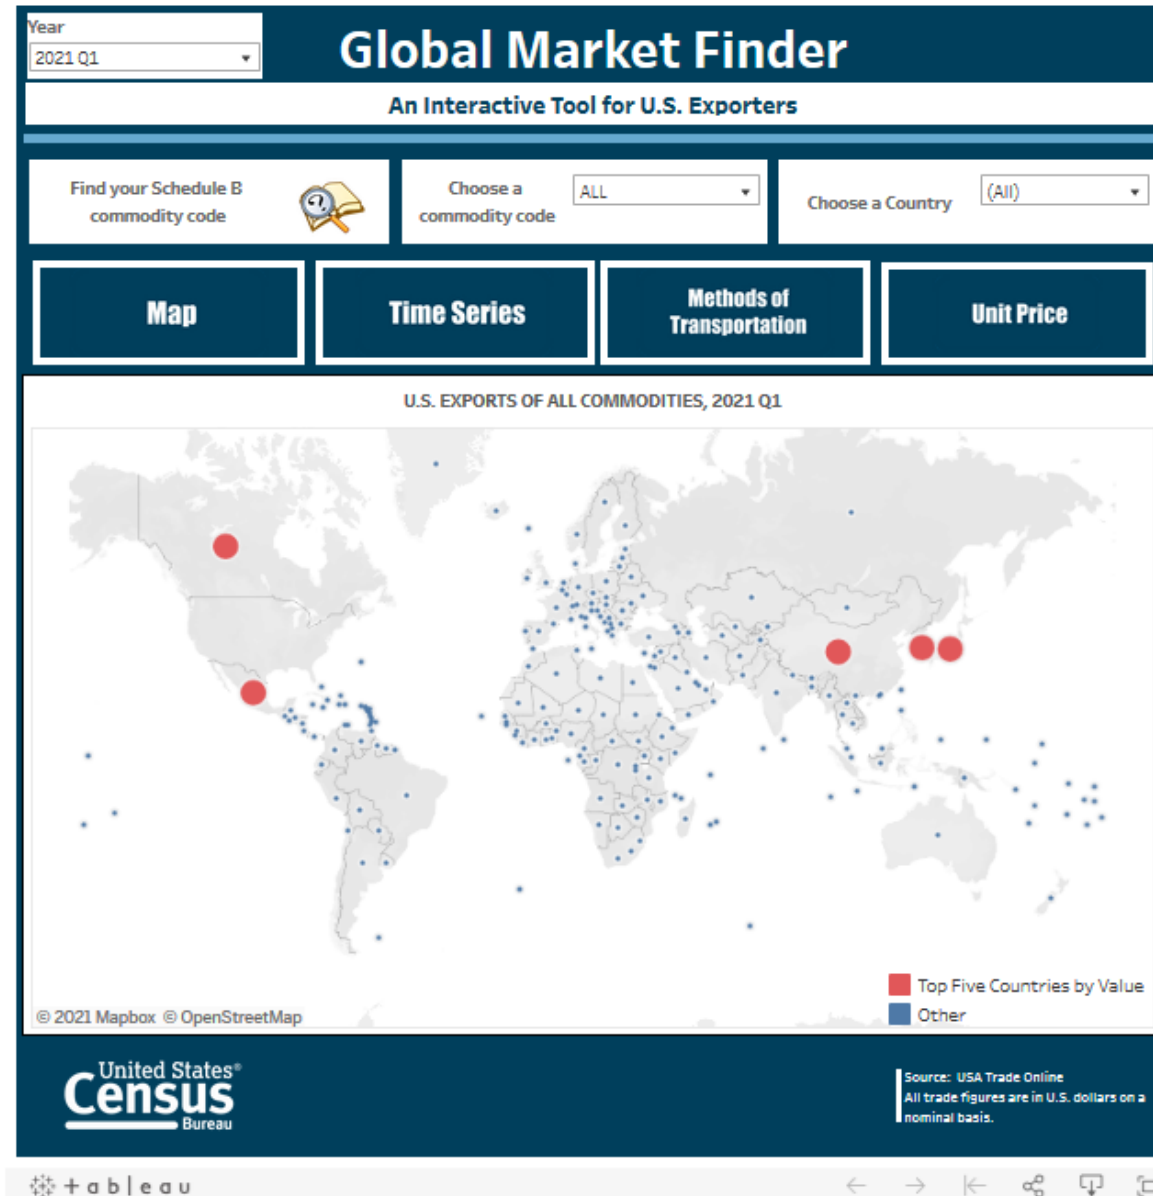 Year
2021 Q1
Global Market Finder
An Interactive Tool for U.S. Exporters
Find your Schedule B
commodity code
Choose a
commodity code
ALL
Choose a Country
(All)
Map
Time Series
Methods of
Transportation
Unit Price
U.S. EXPORTS OF ALL COMMODITIES, 2021 Q1
Top Five Countries by Value
Other
© 2021 Mapbox © OpenStreetMap
United States®
Census
Bureau
Source: USA Trade Online
All trade figures are in U.S. dollars on a
nominal basis.
+ a b | e a u